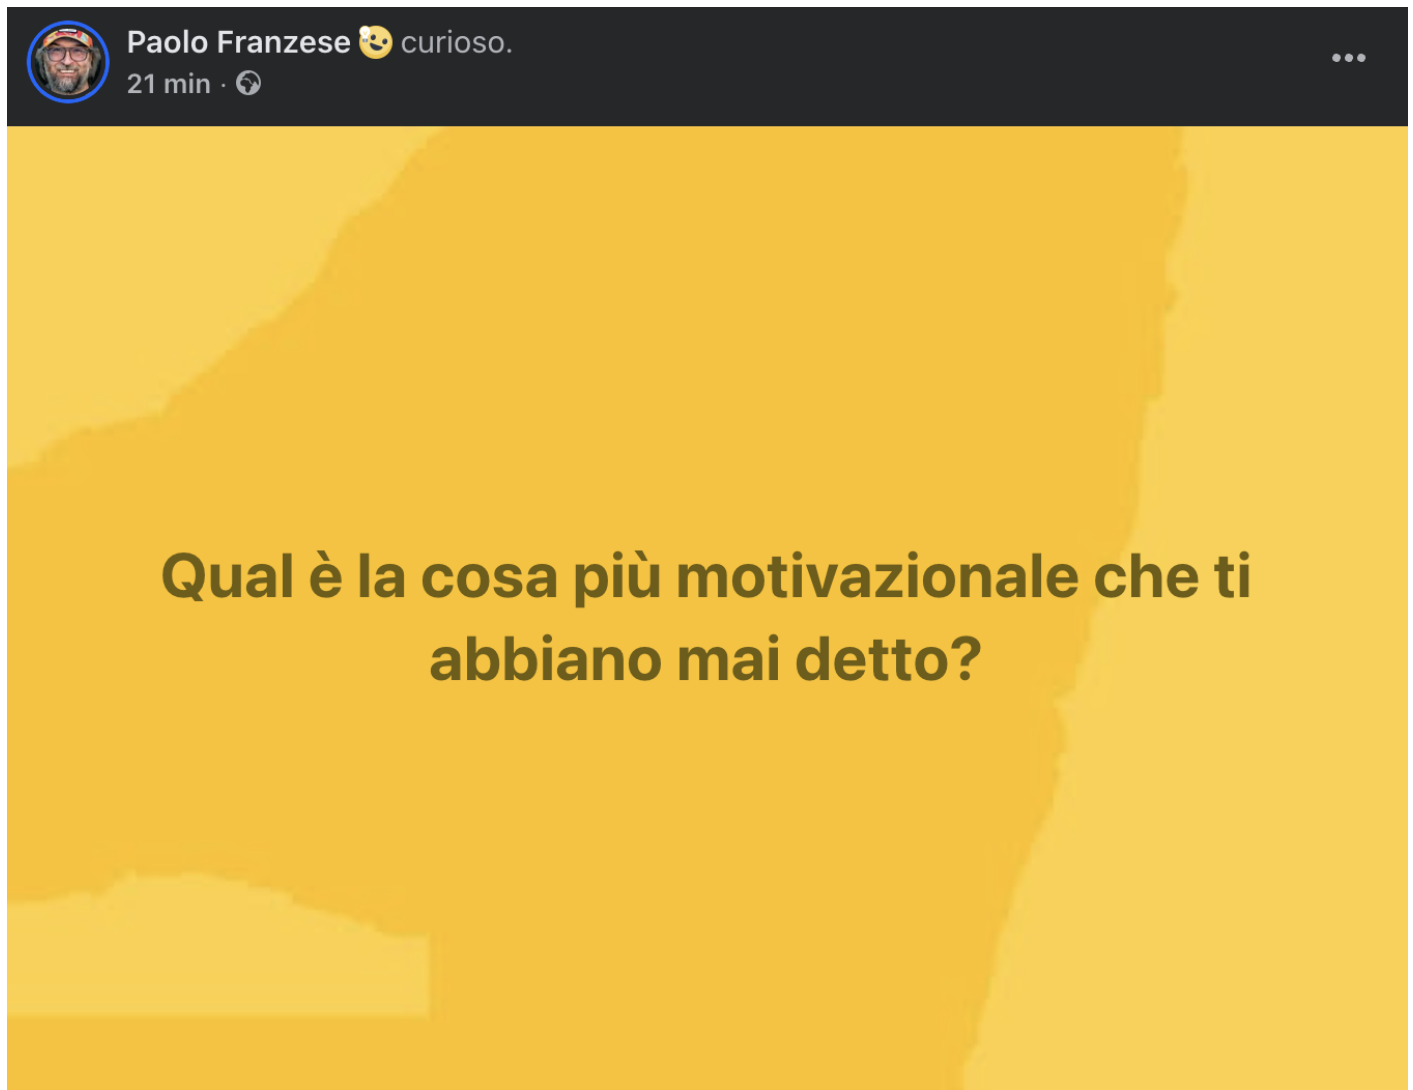 Paolo Franzese curioso.
21 min ·
Qual è la cosa più motivazionale che ti
abbiano mai detto?